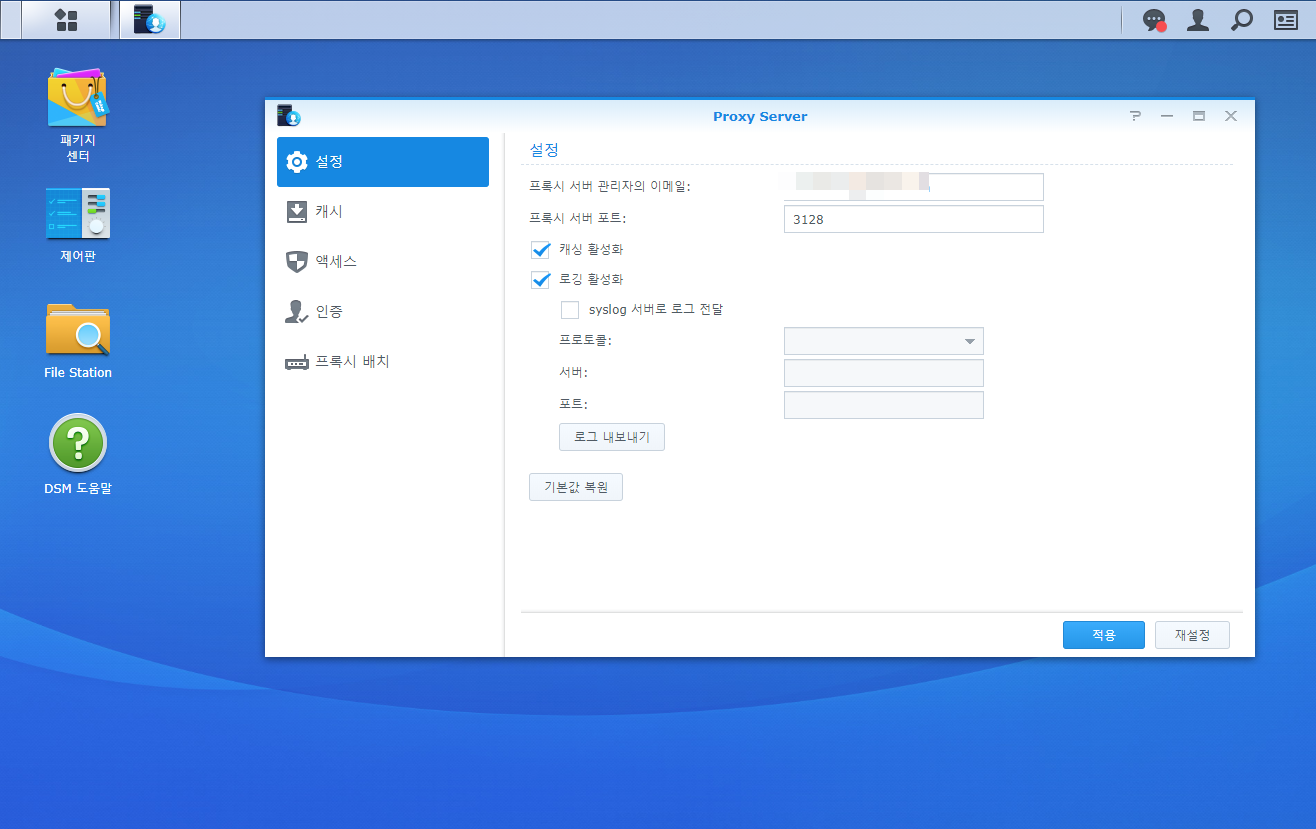 패키지
센터
제어판
File Station
DSM 도움말
Proxy Server
설정
캐시
액세스
인증
프록시 배치
설정
프록시 서버 관리자의 이메일:
프록시 서버 포트: 3128
캐싱 활성화
로깅 활성화
syslog 서버로 로그 전달
프로토콜:
서버:
포트:
로그 내보내기
기본값 복원
적용 재설정